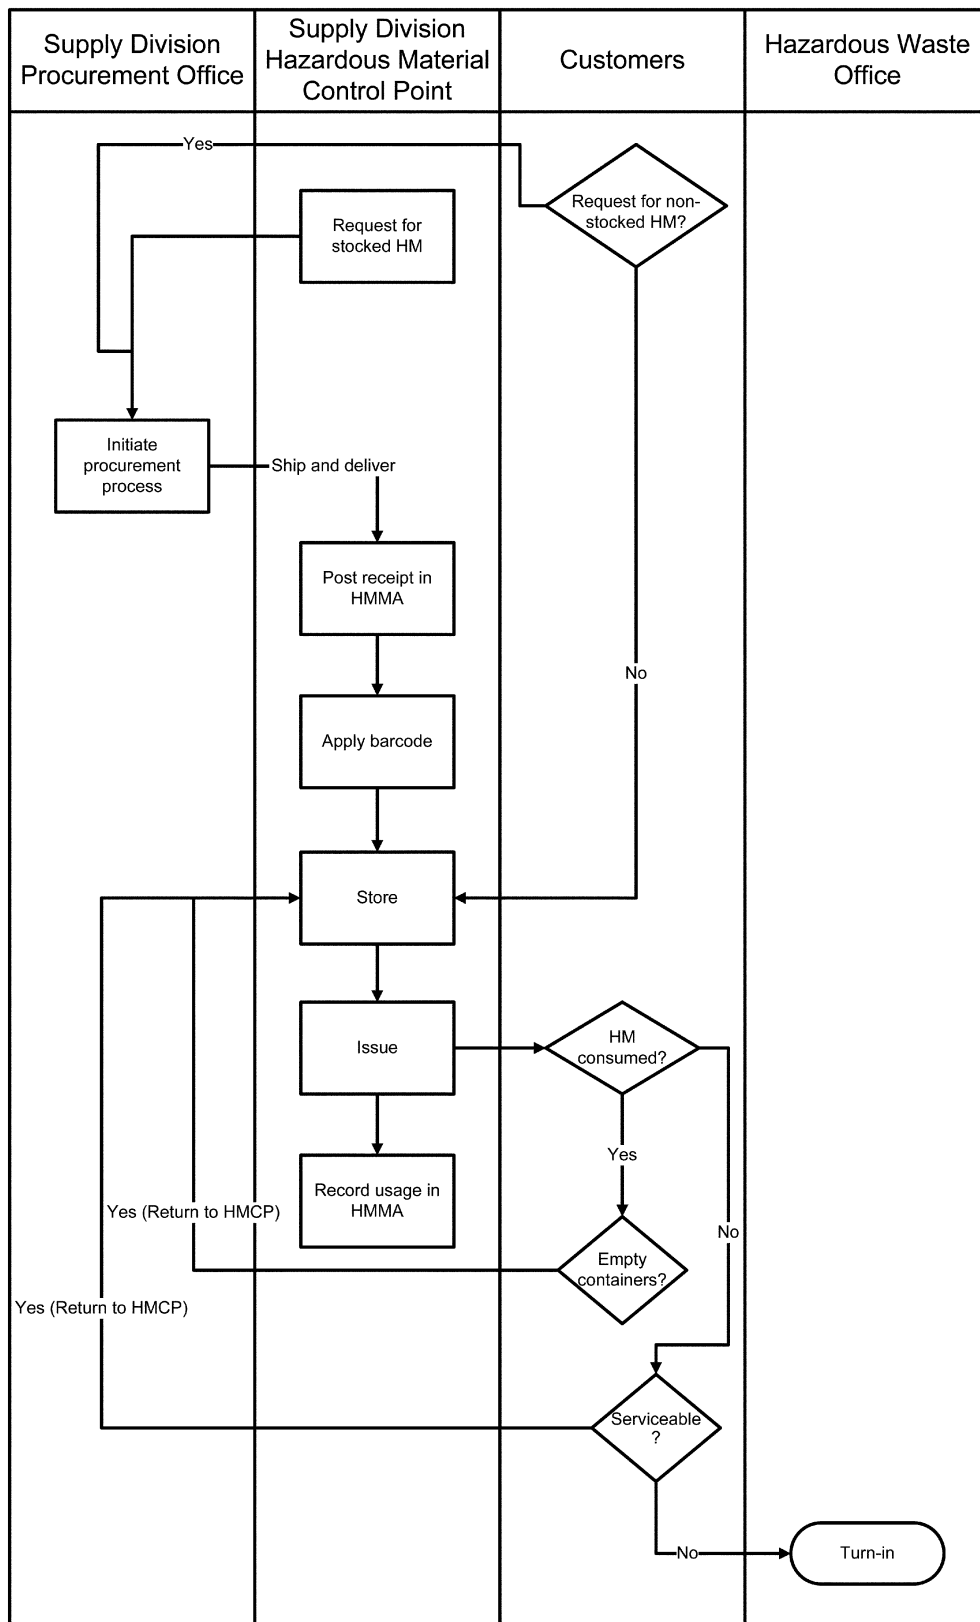 Supply Division
Procurement Office
Supply Division
Hazardous Material
Control Point
Customers
Hazardous Waste
Office
Yes
Request for non-
stocked HM?
Request for
stocked HM
Initiate
procurement
process
Ship and deliver
Post receipt in
HMMA
No
Apply barcode
Store
Issue
HM
consumed?
Yes
Record usage in
HMMA
Yes (Return to HMCP)
No
Empty
containers?
Yes (Return to HMCP)
Serviceable
?
No
Turn-in